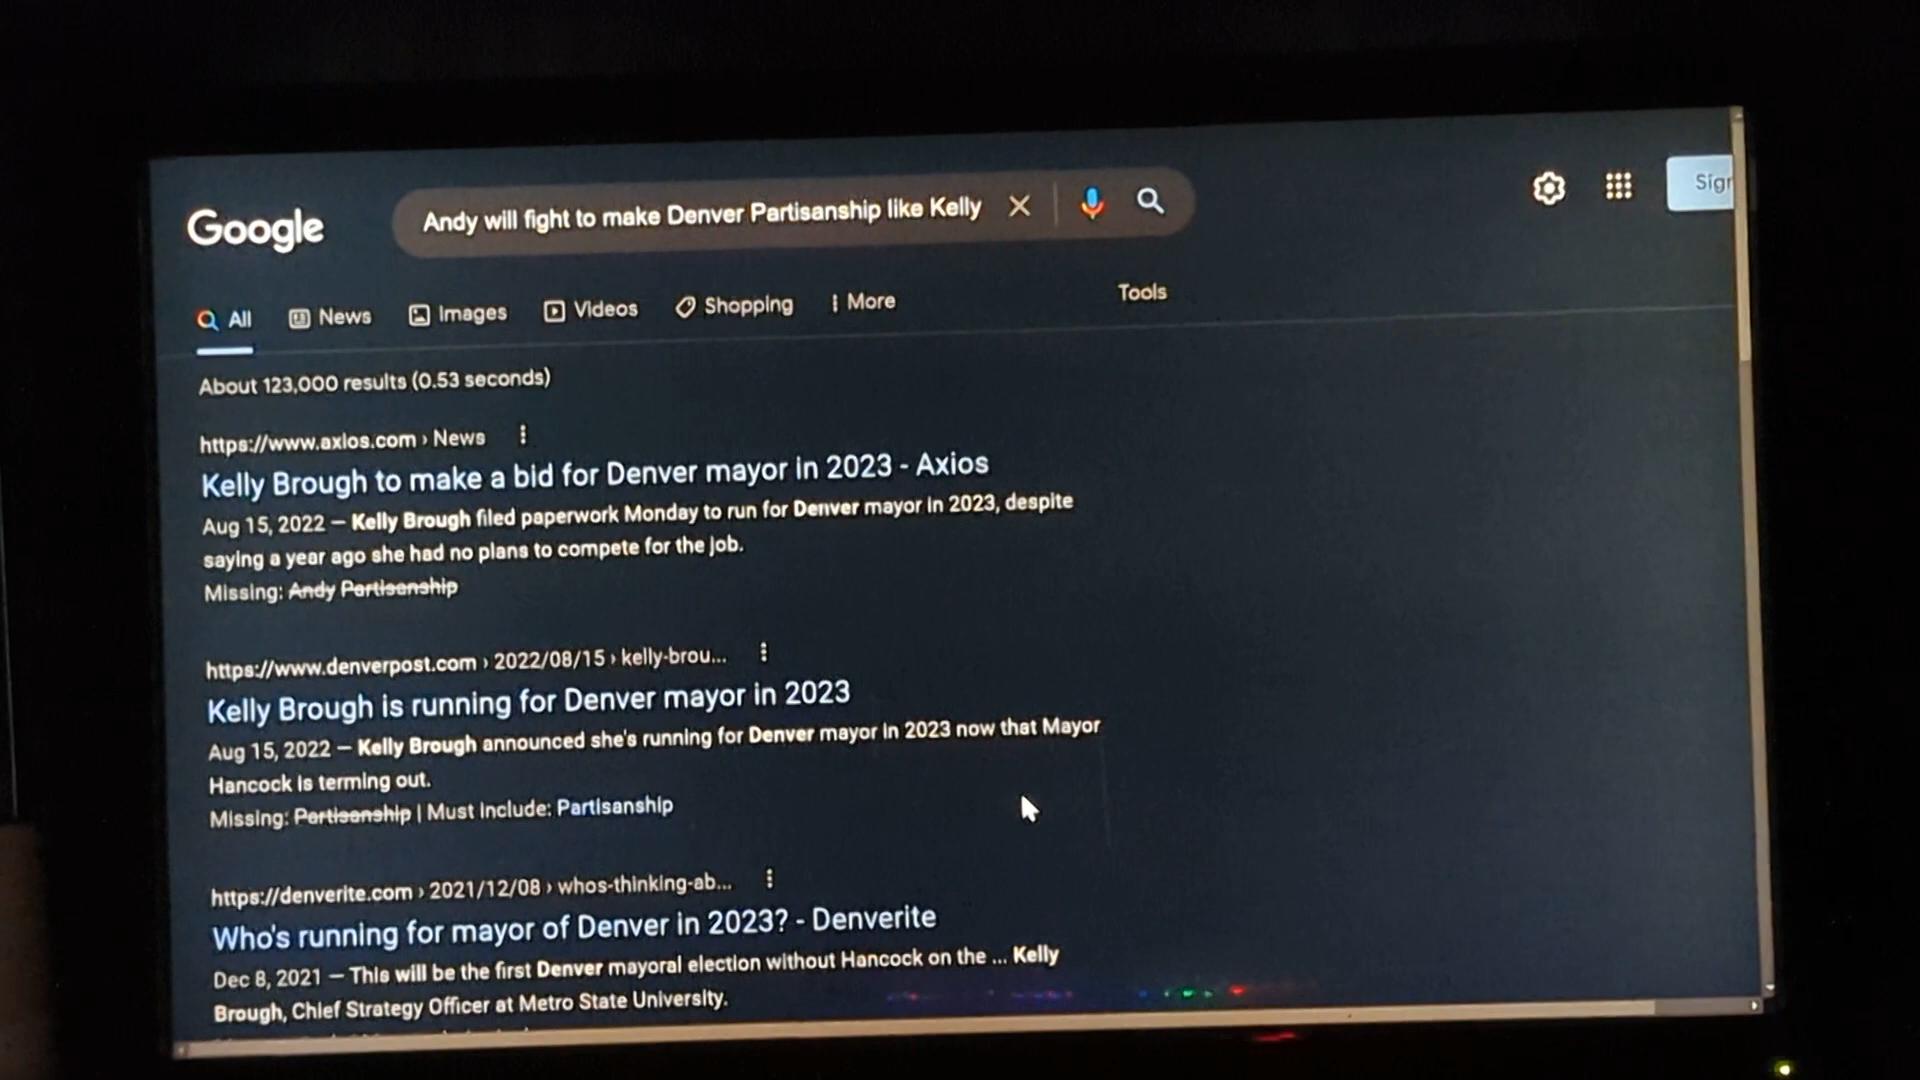 Google
Andy will fight to make Denver Partisanship like Kelly
Sign
All News Images Videos Shopping More Tools
About 123,000 results (0.53 seconds)
https://www.axios.com › News
Kelly Brough to make a bid for Denver mayor in 2023 - Axios
Aug 15, 2022 — Kelly Brough filed paperwork Monday to run for Denver mayor in 2023, despite
saying a year ago she had no plans to compete for the job.
Missing: Andy Partisanship
https://www.denverpost.com › 2022/08/15 › kelly-brou...
Kelly Brough is running for Denver mayor in 2023
Aug 15, 2022 — Kelly Brough announced she's running for Denver mayor in 2023 now that Mayor
Hancock is terming out.
Missing: Partisanship | Must include: Partisanship
https://denverite.com › 2021/12/08 › whos-thinking-ab...
Who's running for mayor of Denver in 2023? - Denverite
Dec 8, 2021 — This will be the first Denver mayoral election without Hancock on the ... Kelly
Brough, Chief Strategy Officer at Metro State University.